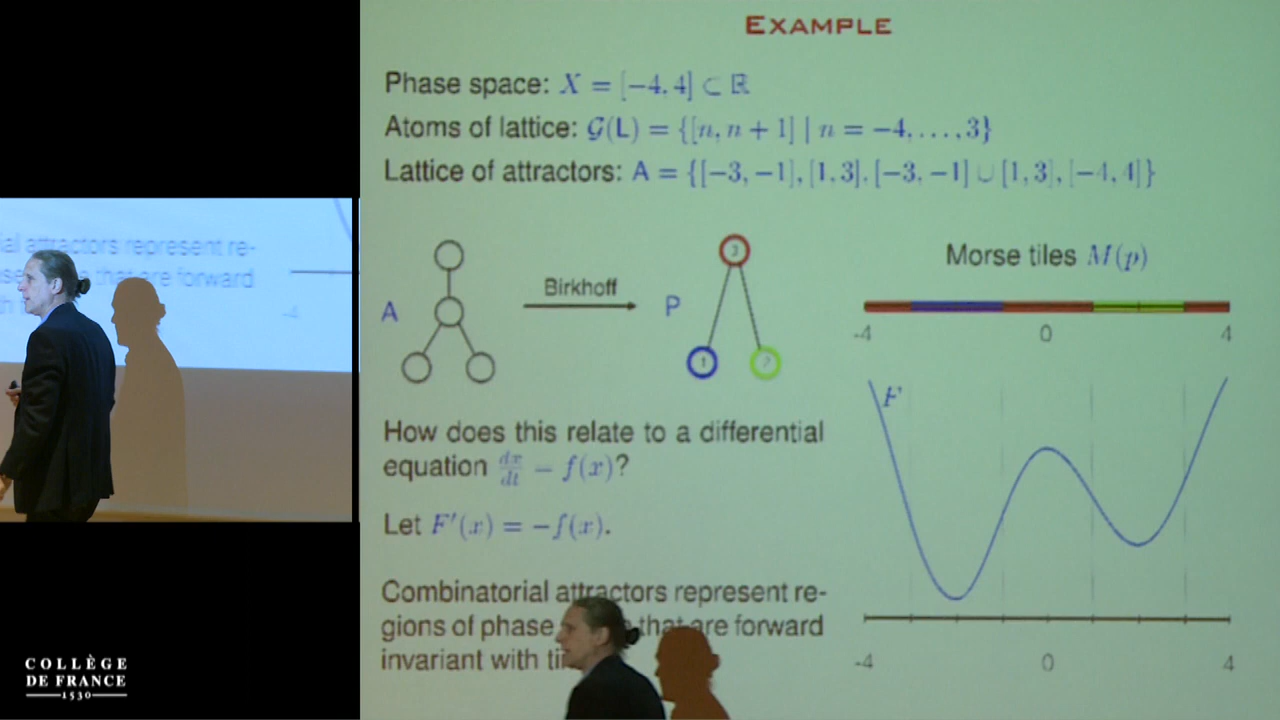 EXAMPLE
Phase space: X = [−4, 4] ⊂ ℝ
Atoms of lattice: 𝒢(L) = {[n, n + 1] | n = −4, . . . , 3}
Lattice of attractors: A = {[−3, −1], [1, 3], [−3, −1] ∪ [1, 3], [−4, 4]}
A
Birkhoff
P
3
1
2
Morse tiles M(p)
-4 0 4
F
How does this relate to a differential
equation dx/dt = f(x)?
Let F′(x) = −f(x).
Combinatorial attractors represent re-
gions of phase that are forward
invariant with
-4 0 4
attractors represent re-
that are forward
-4
COLLÈGE
DE FRANCE
1530